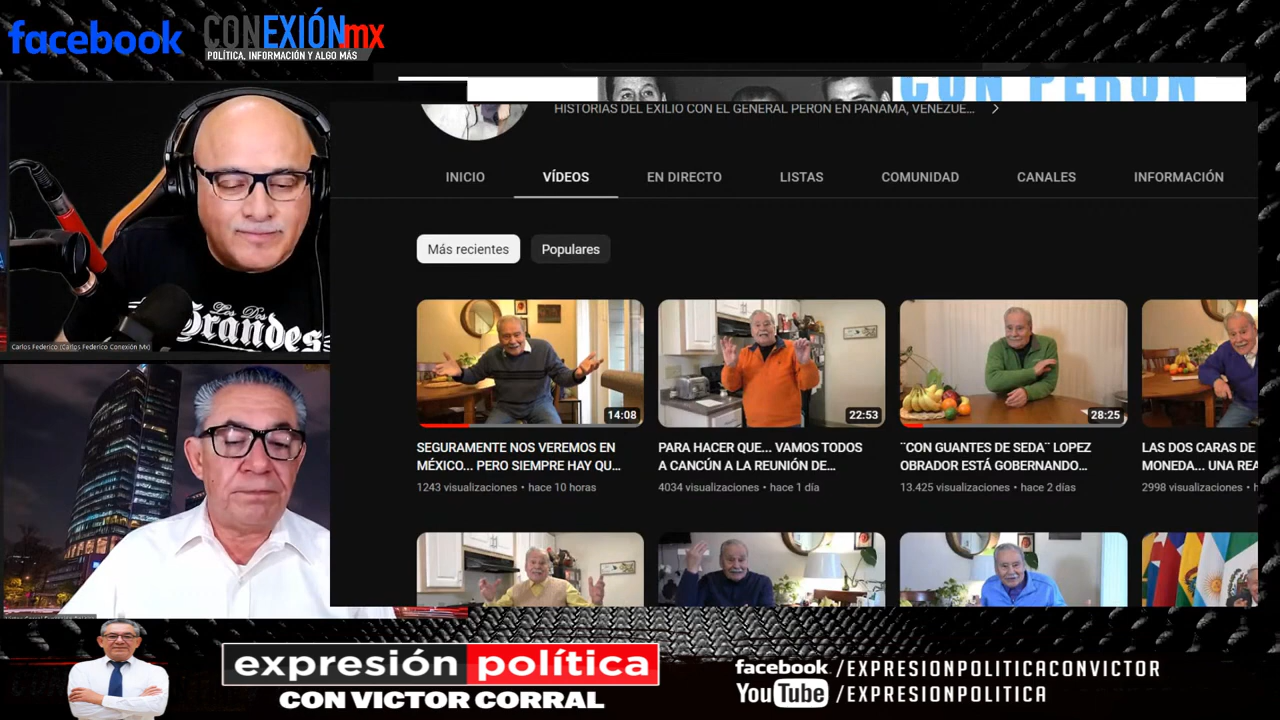 facebook
CONEXIÓNmx
POLÍTICA, INFORMACIÓN Y ALGO MÁS
CON PERON
HISTORIAS DEL EXILIO CON EL GENERAL PERÓN EN PANAMÁ, VENEZUE...
INICIO
VÍDEOS
EN DIRECTO
LISTAS
COMUNIDAD
CANALES
INFORMACIÓN
Más recientes
Populares
Los Dos
Grandes
Carlos Federico (Carlos Federico Conexión Mx)
14:08
22:53
28:25
SEGURAMENTE NOS VEREMOS EN
MÉXICO... PERO SIEMPRE HAY QU...
1243 visualizaciones • hace 10 horas
PARA HACER QUE... VAMOS TODOS
A CANCÚN A LA REUNIÓN DE...
4034 visualizaciones • hace 1 día
¨CON GUANTES DE SEDA¨ LOPEZ
OBRADOR ESTÁ GOBERNANDO...
13.425 visualizaciones • hace 2 días
LAS DOS CARAS DE
MONEDA... UNA REA
2998 visualizaciones • h
expresión política
CON VICTOR CORRAL
facebook /EXPRESIONPOLITICACONVICTOR
YouTube /EXPRESIONPOLITICA